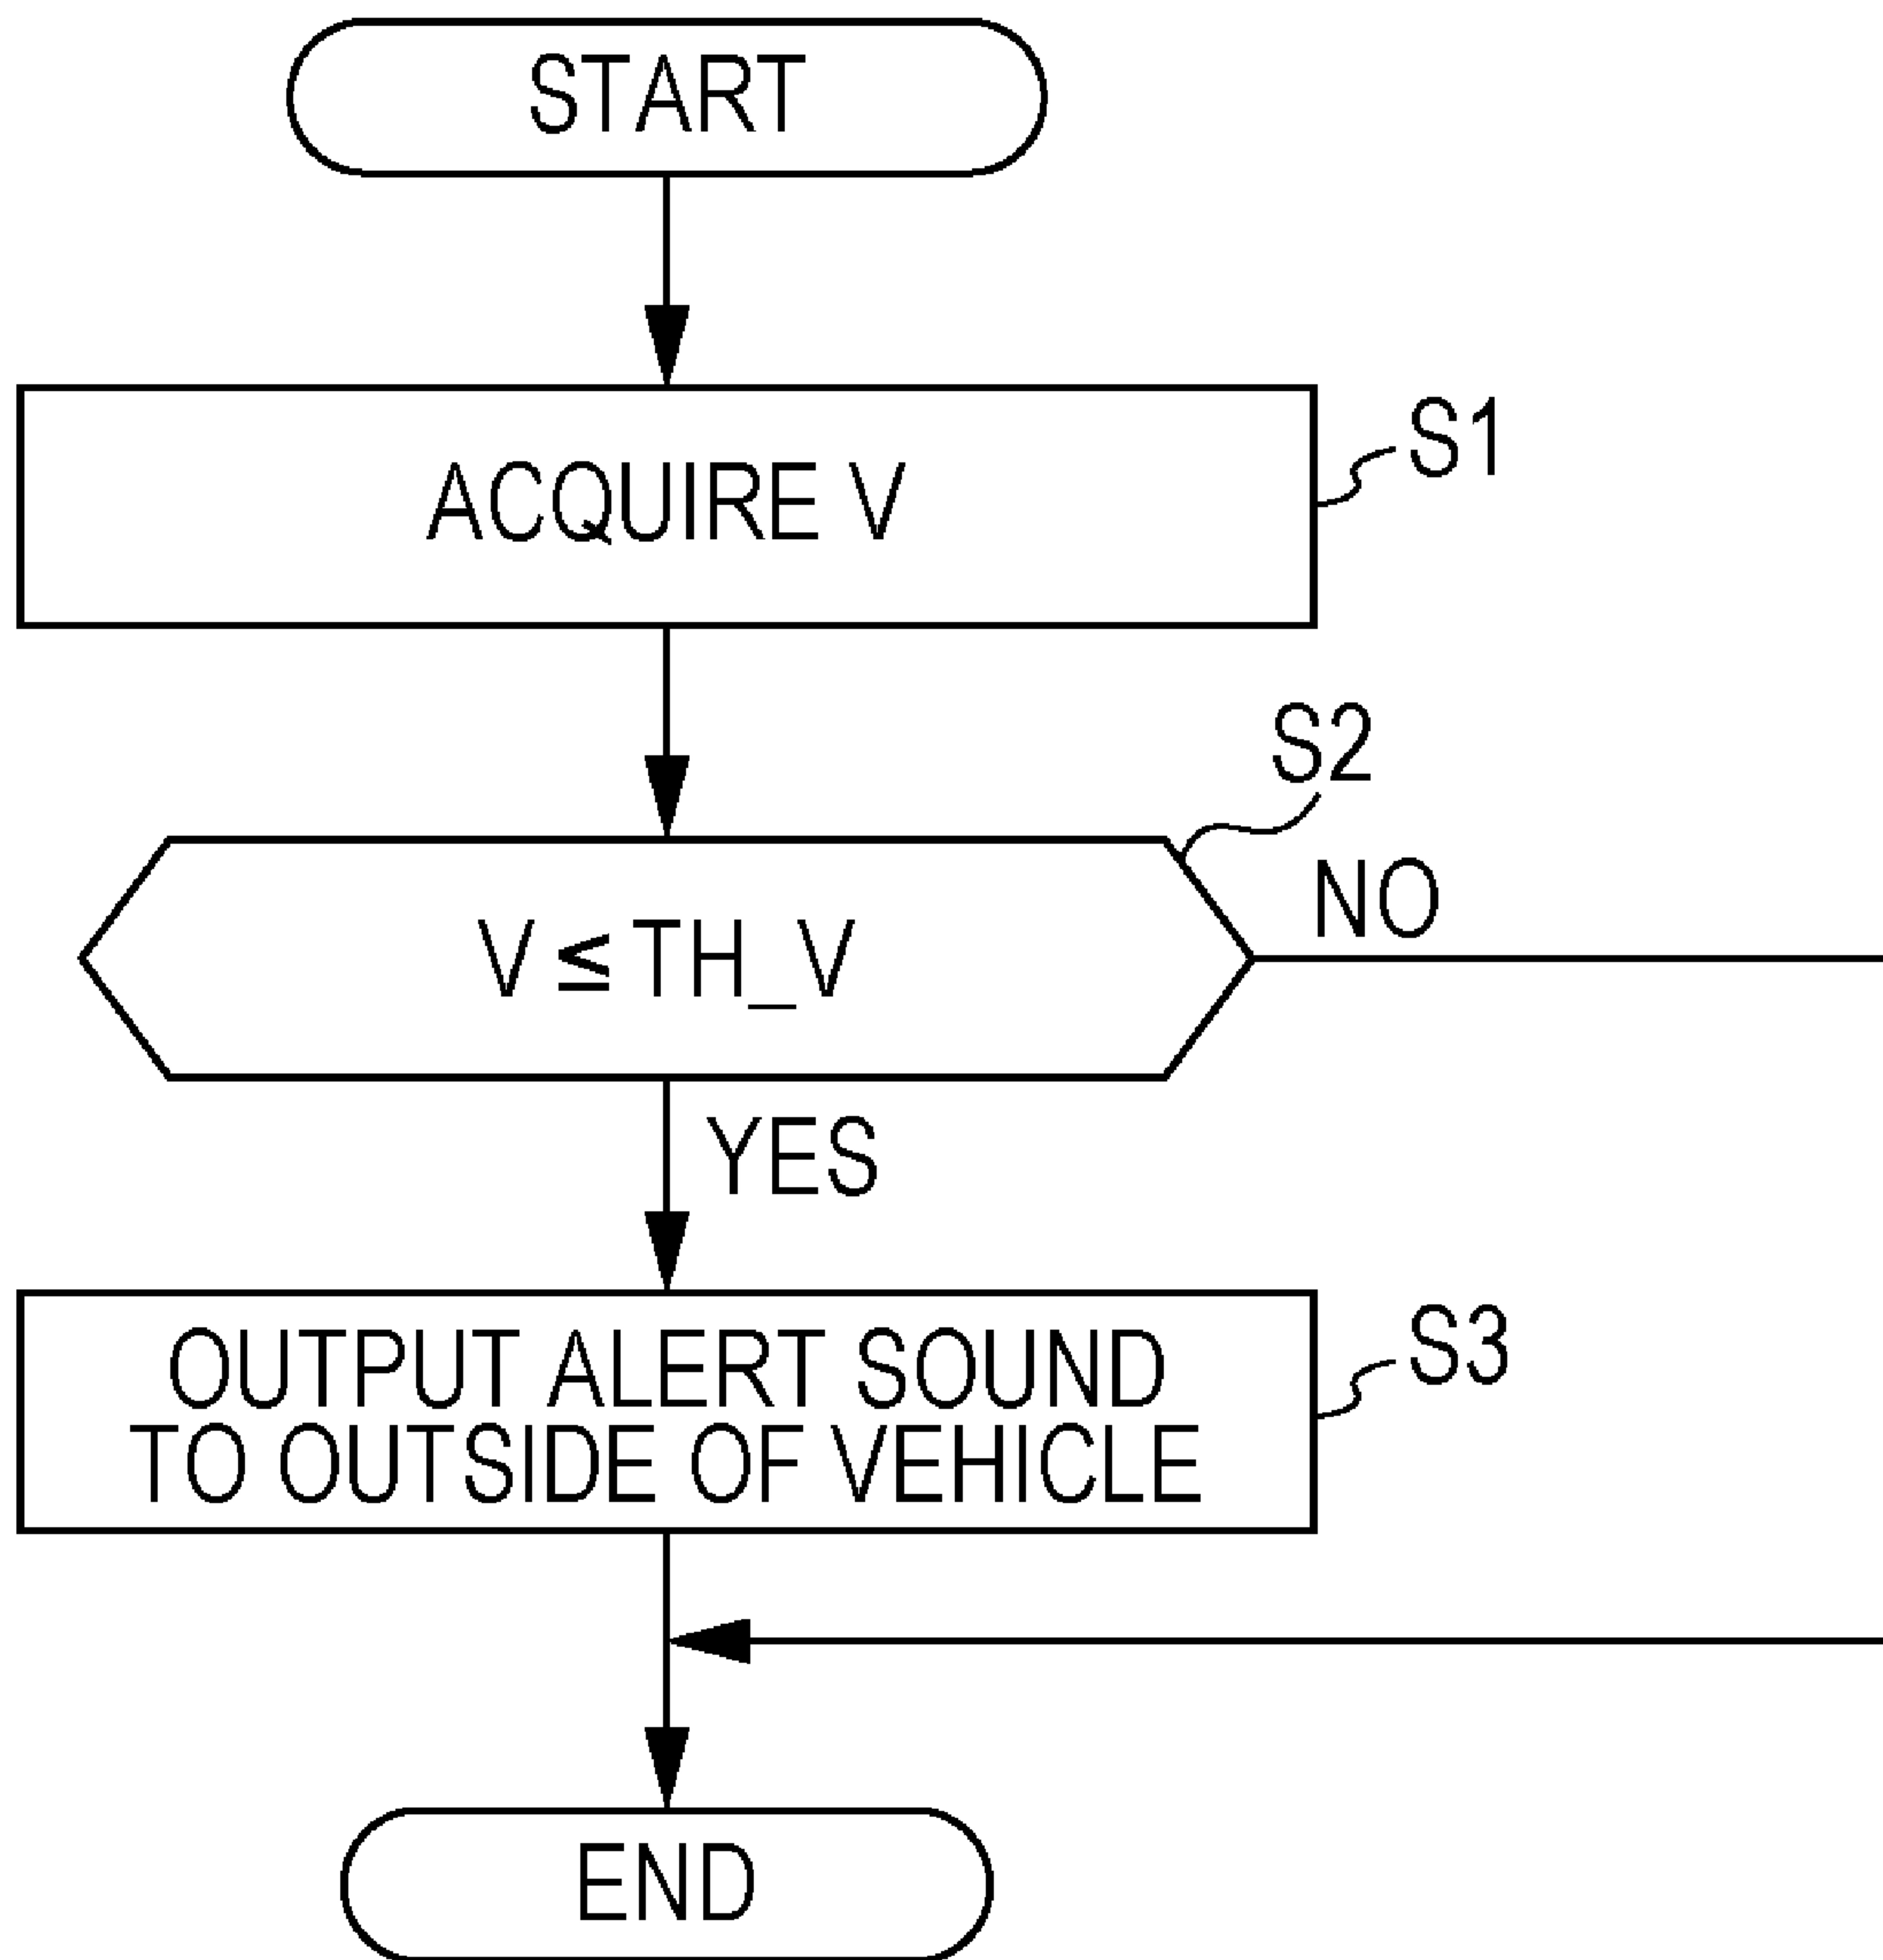 START
ACQUIRE V
S1
S2
V ≤ TH_V
NO
YES
OUTPUT ALERT SOUND
TO OUTSIDE OF VEHICLE
S3
END